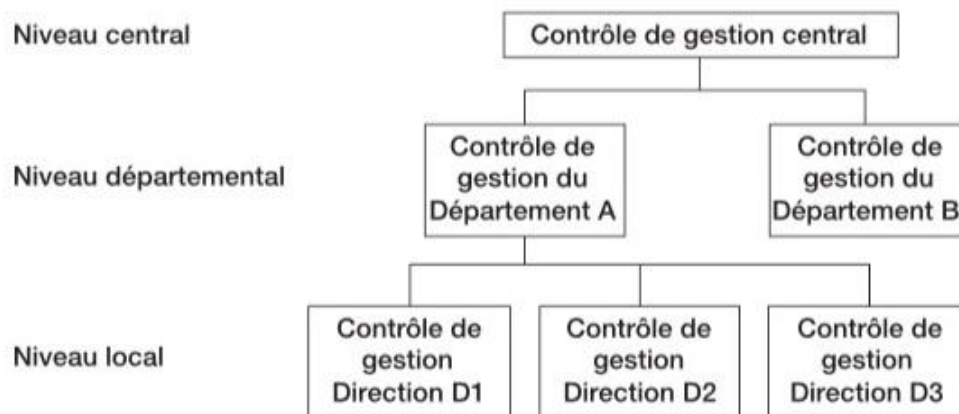 Niveau central
Contrôle de gestion central
Niveau départemental
Contrôle de
gestion du
Département A
Contrôle de
gestion du
Département B
Niveau local
Contrôle de
gestion
Direction D1
Contrôle de
gestion
Direction D2
Contrôle de
gestion
Direction D3